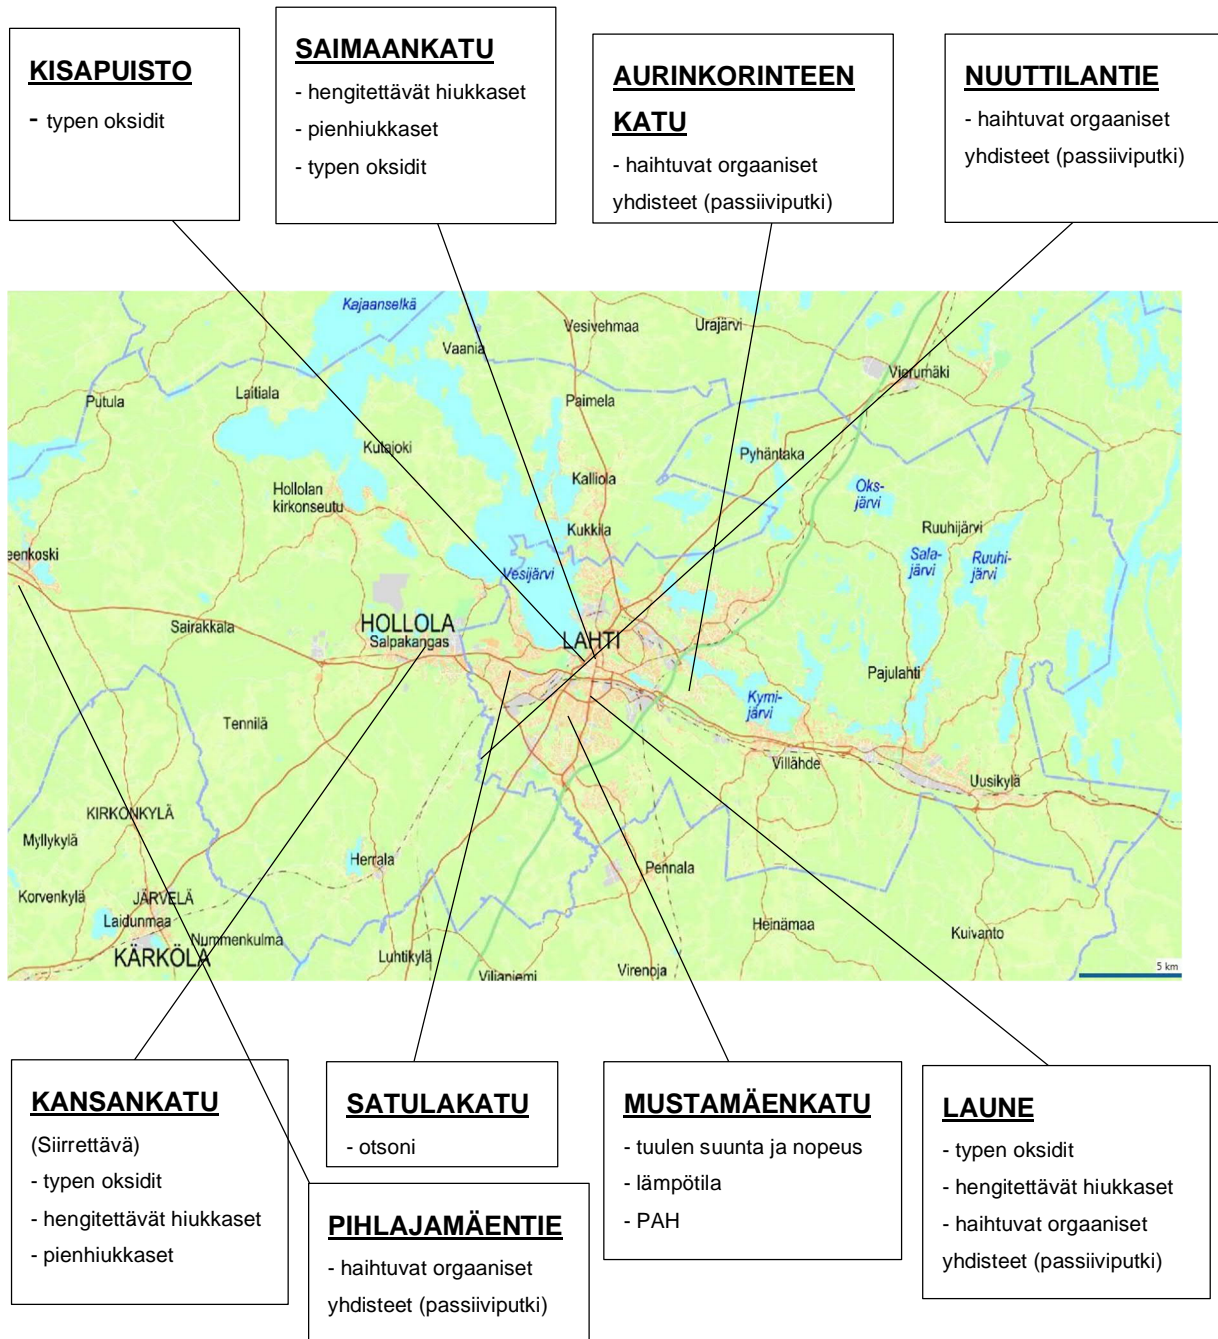 KISAPUISTO
- typen oksidit
SAIMAANKATU
- hengitettävät hiukkaset
- pienhiukkaset
- typen oksidit
AURINKORINTEEN
KATU
- haihtuvat orgaaniset
yhdisteet (passiiviputki)
NUUTTILANTIE
- haihtuvat orgaaniset
yhdisteet (passiiviputki)
Kajaanselkä
Vesivehmaa
Urajärvi
Vaania
Vierumäki
Putula
Laitiala
Paimela
Kutajoki
Pyhäntaka
Kalliola
Hollolan
kirkonseutu
Oks-
järvi
Kukkila
Ruuhijärvi
eenkoski
Vesijärvi
Sala-
järvi
Ruuhi-
järvi
HOLLOLA
Salpakangas
Sairakkala
LAHTI
Pajulahti
Kymi-
järvi
Tennilä
Villähde
Uusikylä
KIRKONKYLÄ
Myllykylä
Herrala
Pennala
Korvenkylä
JÄRVELÄ
Laidunmaa
Heinämaa
Nummenkulma
Kuivanto
KÄRKÖLÄ
Luhtikylä
Viljaniemi
Virenoja
5 km
KANSANKATU
(Siirrettävä)
- typen oksidit
- hengitettävät hiukkaset
- pienhiukkaset
SATULAKATU
- otsoni
PIHLAJAMÄENTIE
- haihtuvat orgaaniset
yhdisteet (passiiviputki)
MUSTAMÄENKATU
- tuulen suunta ja nopeus
- lämpötila
- PAH
LAUNE
- typen oksidit
- hengitettävät hiukkaset
- haihtuvat orgaaniset
yhdisteet (passiiviputki)